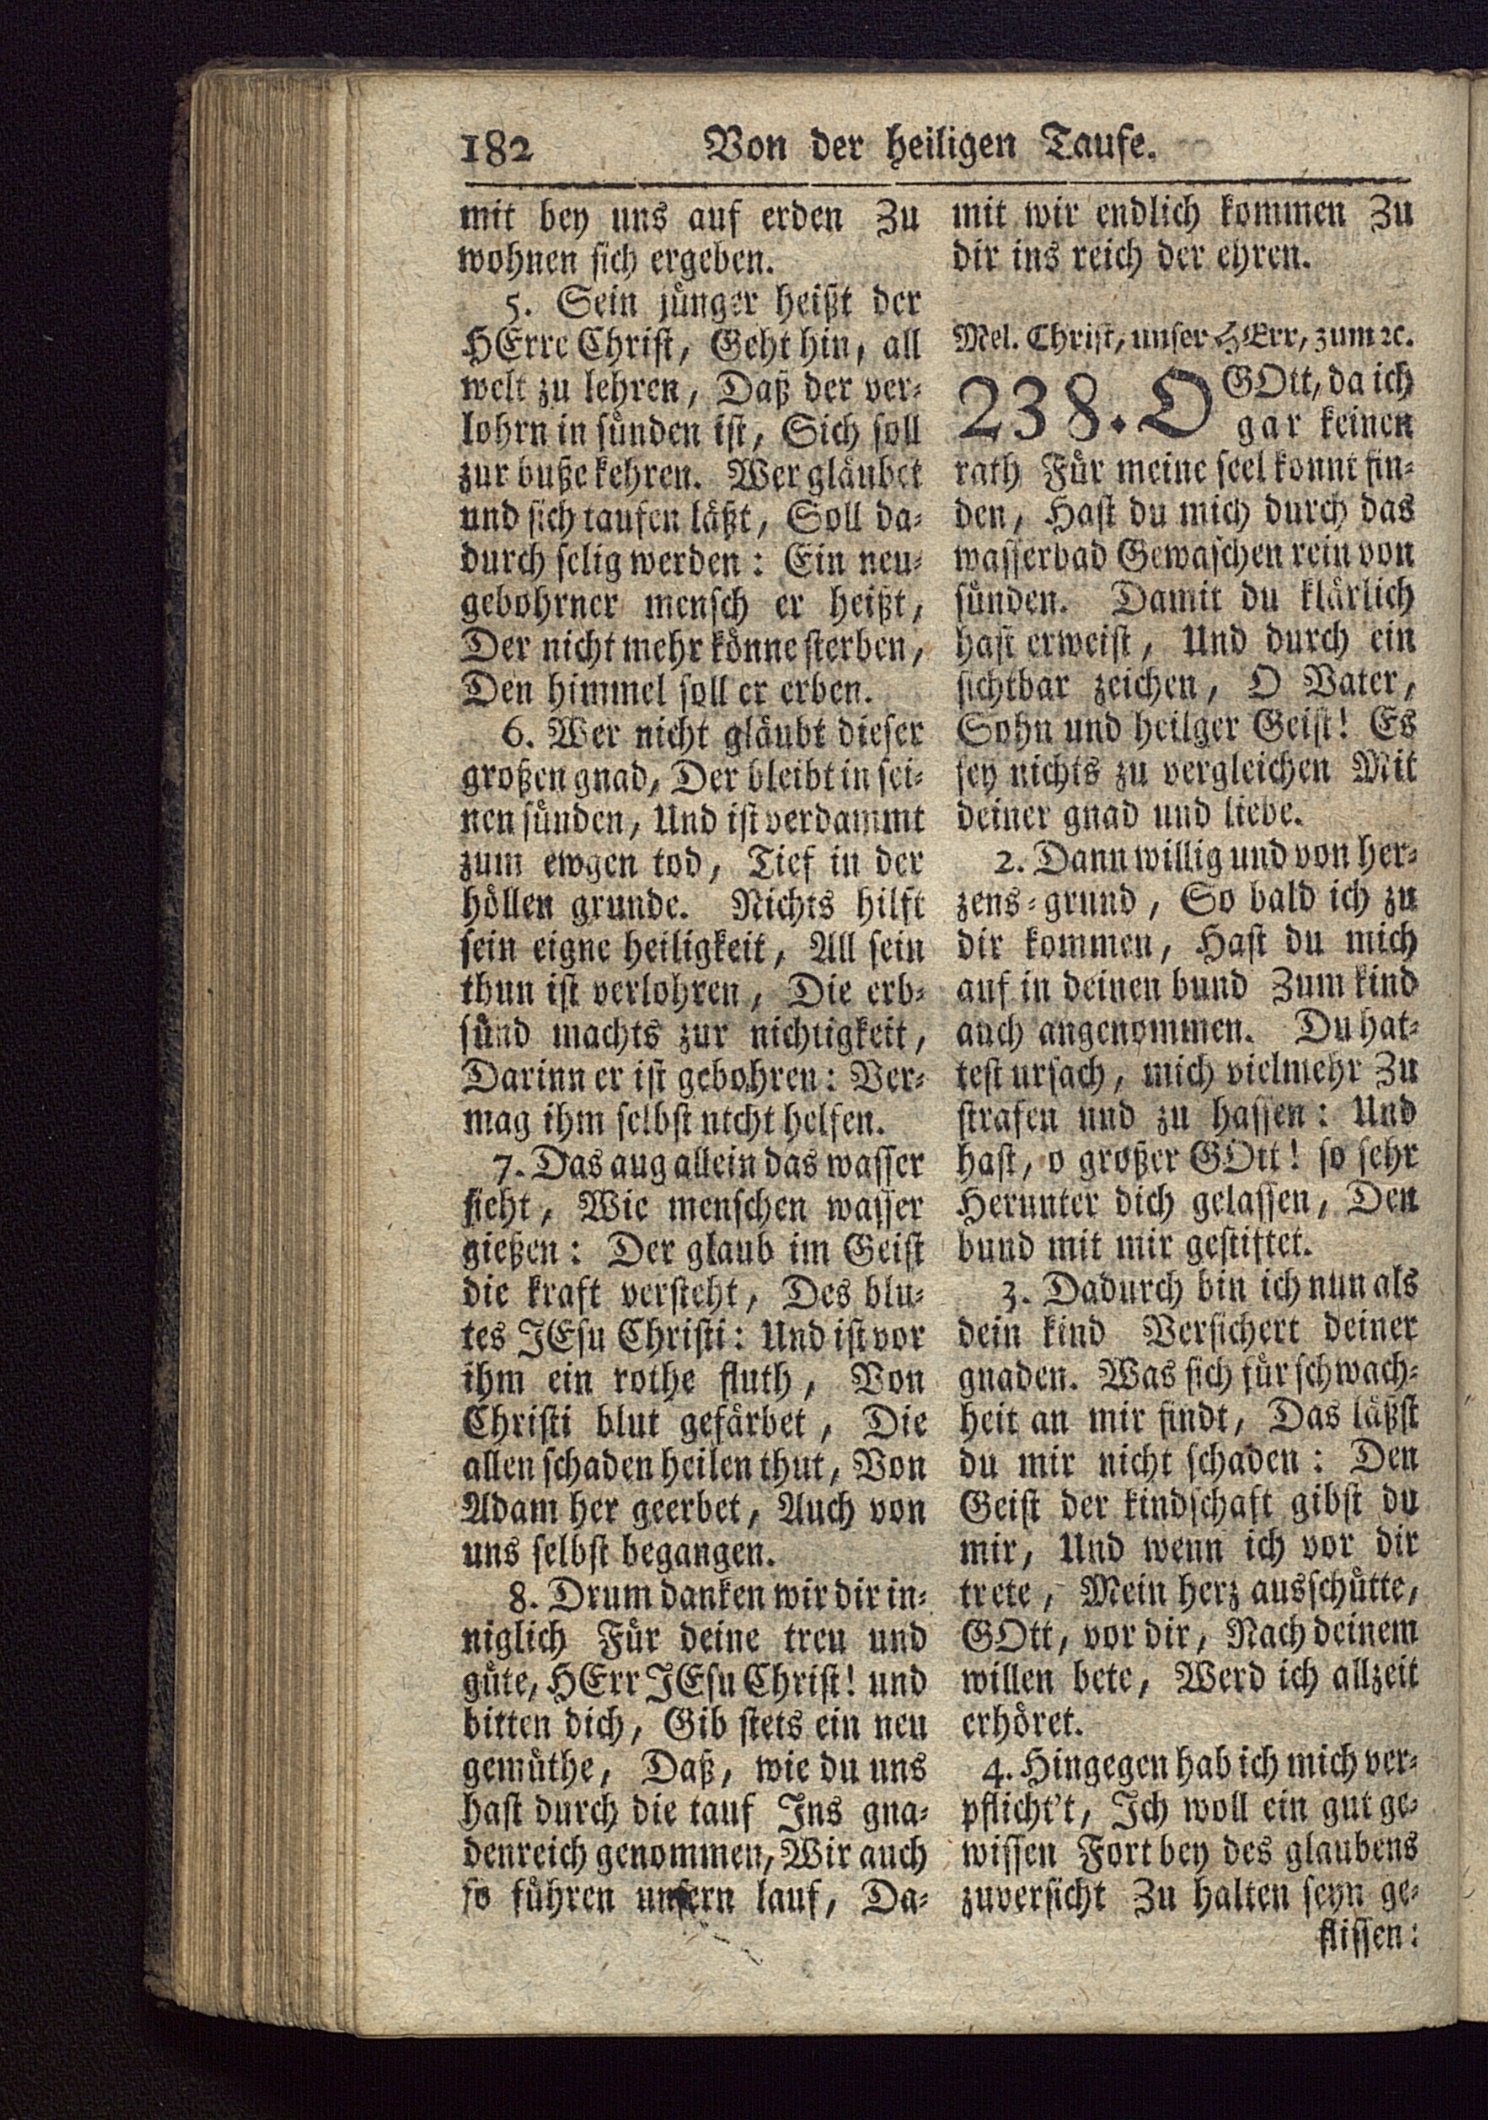 182 Von der heiligen Taufe.
mit bey uns auf erden Zu
wohnen sich ergeben.
5. Sein jünger heißt der
HErre Christ, Geht hin, all
welt zu lehren, Daß der ver-
lohrn in sünden ist, Sich soll
zur buße kehren. Wer gläubet
und sich taufen läßt, Soll da-
durch selig werden: Ein neu-
gebohrner mensch er heißt,
Der nicht mehr könne sterben,
Den himmel soll er erben.
6. Wer nicht gläubt dieser
großen gnad, Der bleibt in sei-
nen sünden, Und ist verdammt
zum ewgen tod, Tief in der
höllen grunde. Nichts hilft
sein eigne heiligkeit, All sein
thun ist verlohren, Die erb-
sünd machts zur nichtigkeit,
Darinn er ist gebohren: Ver-
mag ihm selbst nicht helfen.
7. Das aug allein das wasser
sieht, Wie menschen wasser
gießen: Der glaub im Geist
die kraft versteht, Des blu-
tes JEsu Christi: Und ist vor
ihm ein rothe fluth, Von
Christi blut gefärbet, Die
allen schaden heilen thut, Von
Adam her geerbet, Auch von
uns selbst begangen.
8. Drum danken wir dir in-
niglich Für deine treu und
güte, HErr JEsu Christ! und
bitten dich, Gib stets ein neu
gemüthe, Daß, wie du uns
hast durch die tauf Ins gna-
denreich genommen, Wir auch
so führen unsern lauf, Da-
mit wir endlich kommen Zu
dir ins reich der ehren.
Mel. Christ, unser HErr, zum ꝛc.
238. O GOtt, da ich
gar keinen
rath Für meine seel konnt fin-
den, Hast du mich durch das
wasserbad Gewaschen rein von
sünden. Damit du klärlich
hast erweist, Und durch ein
sichtbar zeichen, O Vater,
Sohn und heilger Geist! Es
sey nichts zu vergleichen Mit
deiner gnad und liebe.
2. Dann willig und von her-
zens-grund, So bald ich zu
dir kommen, Hast du mich
auf in deinen bund Zum kind
auch angenommen. Du hat-
test ursach, mich vielmehr Zu
strafen und zu hassen: Und
hast, o großer GOtt! so sehr
Herunter dich gelassen, Den
bund mit mir gestiftet.
3. Dadurch bin ich nun als
dein kind Versichert deiner
gnaden. Was sich für schwach-
heit an mir findt, Das läßst
du mir nicht schaden: Den
Geist der kindschaft gibst du
mir, Und wenn ich vor dir
trete, Mein herz ausschütte,
GOtt, vor dir, Nach deinem
willen bete, Werd ich allzeit
erhöret.
4. Hingegen hab ich mich ver-
pflicht't, Ich woll ein gut ge-
wissen Fort bey des glaubens
zuversicht Zu halten seyn ge-
flissen: